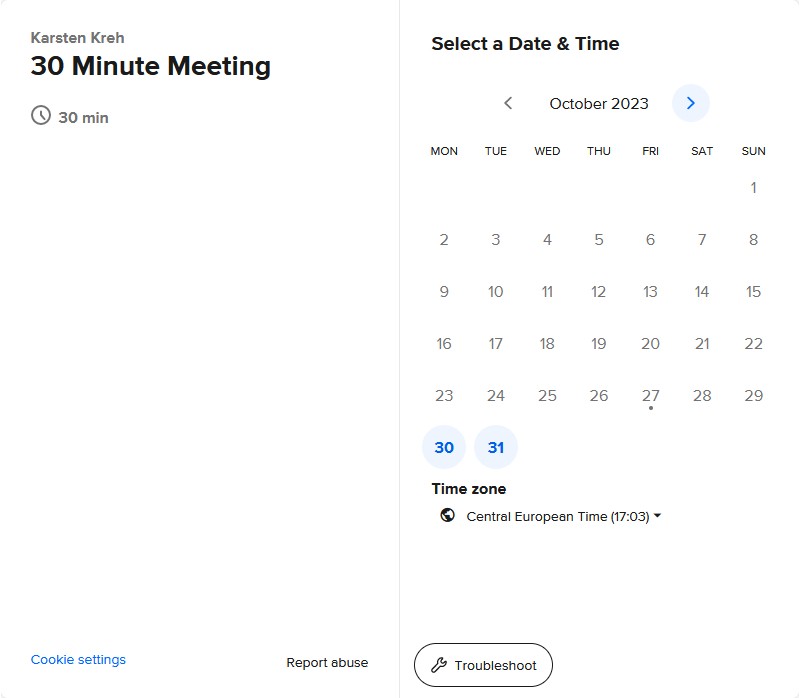 Karsten Kreh
30 Minute Meeting
30 min
Cookie settings
Report abuse
Select a Date & Time
October 2023
MON TUE WED THU FRI SAT SUN
1
2 3 4 5 6 7 8
9 10 11 12 13 14 15
16 17 18 19 20 21 22
23 24 25 26 27 28 29
30 31
Time zone
Central European Time (17:03)
Troubleshoot